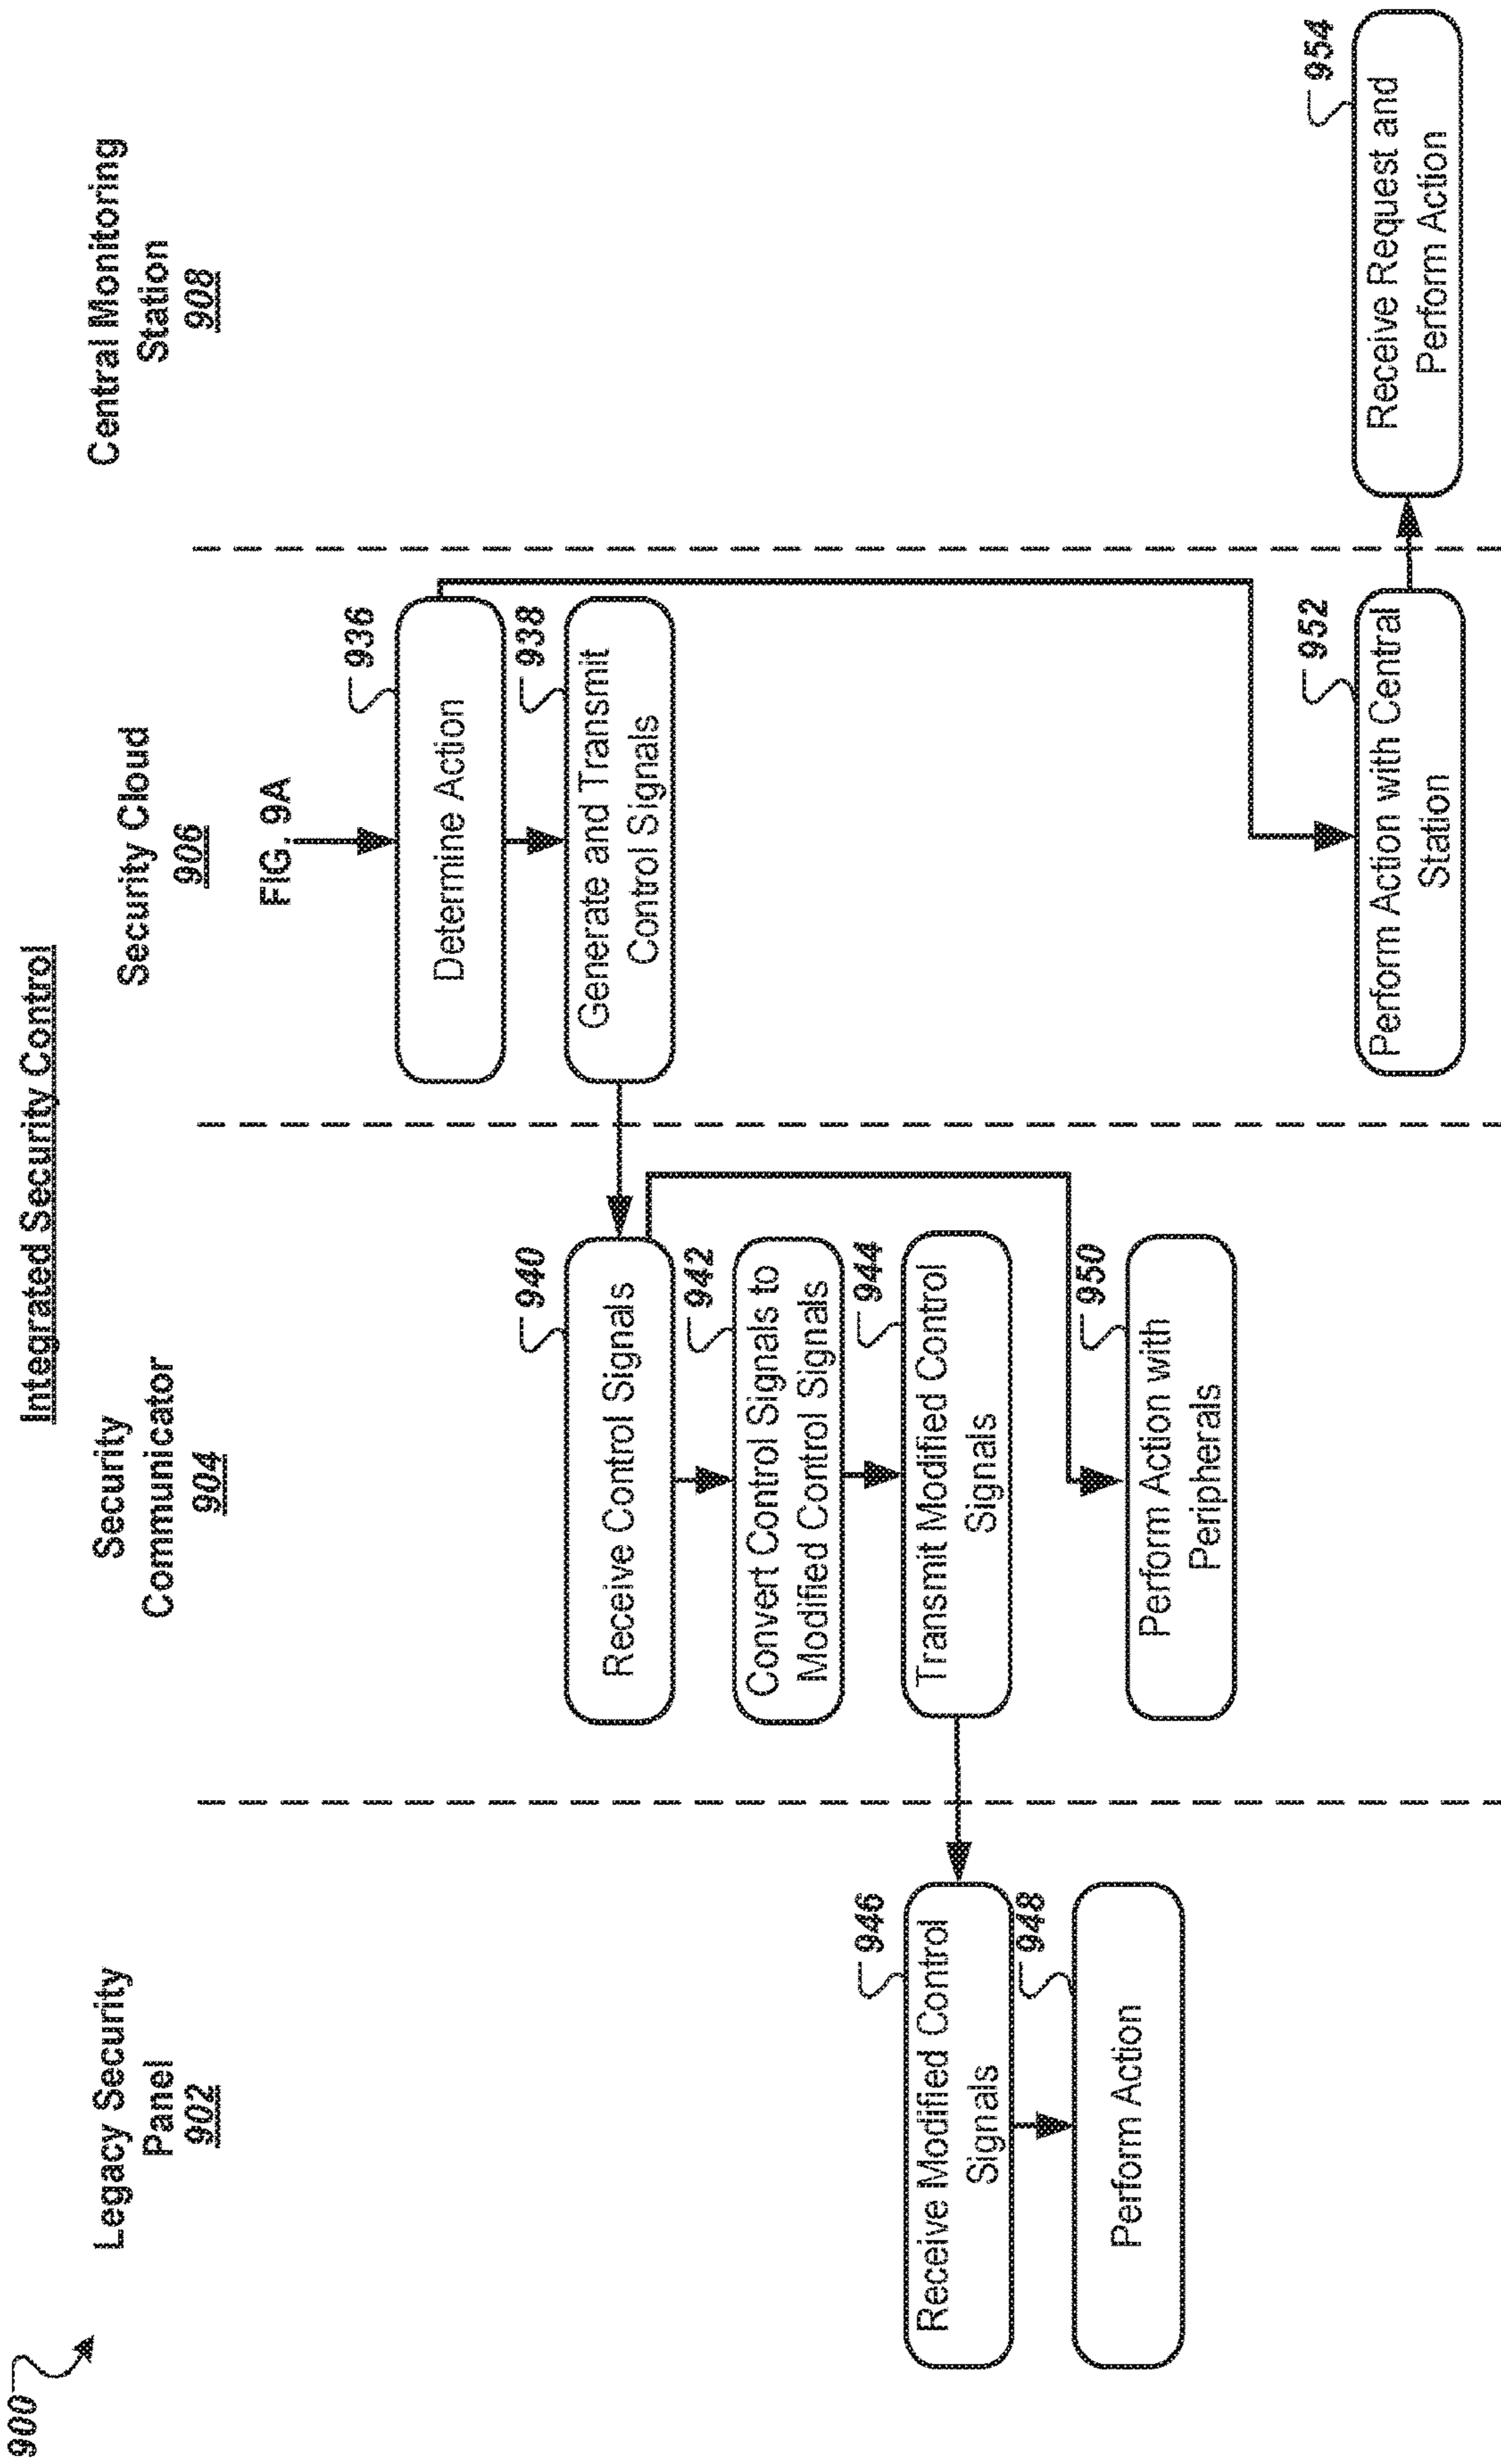 900
Integrated Security Control
Legacy Security
Panel
902
Security
Communicator
904
Security Cloud
906
Central Monitoring
Station
908
FIG. 9A
936
Determine Action
938
Generate and Transmit
Control Signals
940
Receive Control Signals
942
Convert Control Signals to
Modified Control Signals
944
Transmit Modified Control
Signals
946
Receive Modified Control
Signals
948
Perform Action
950
Perform Action with
Peripherals
952
Perform Action with Central
Station
954
Receive Request and
Perform Action